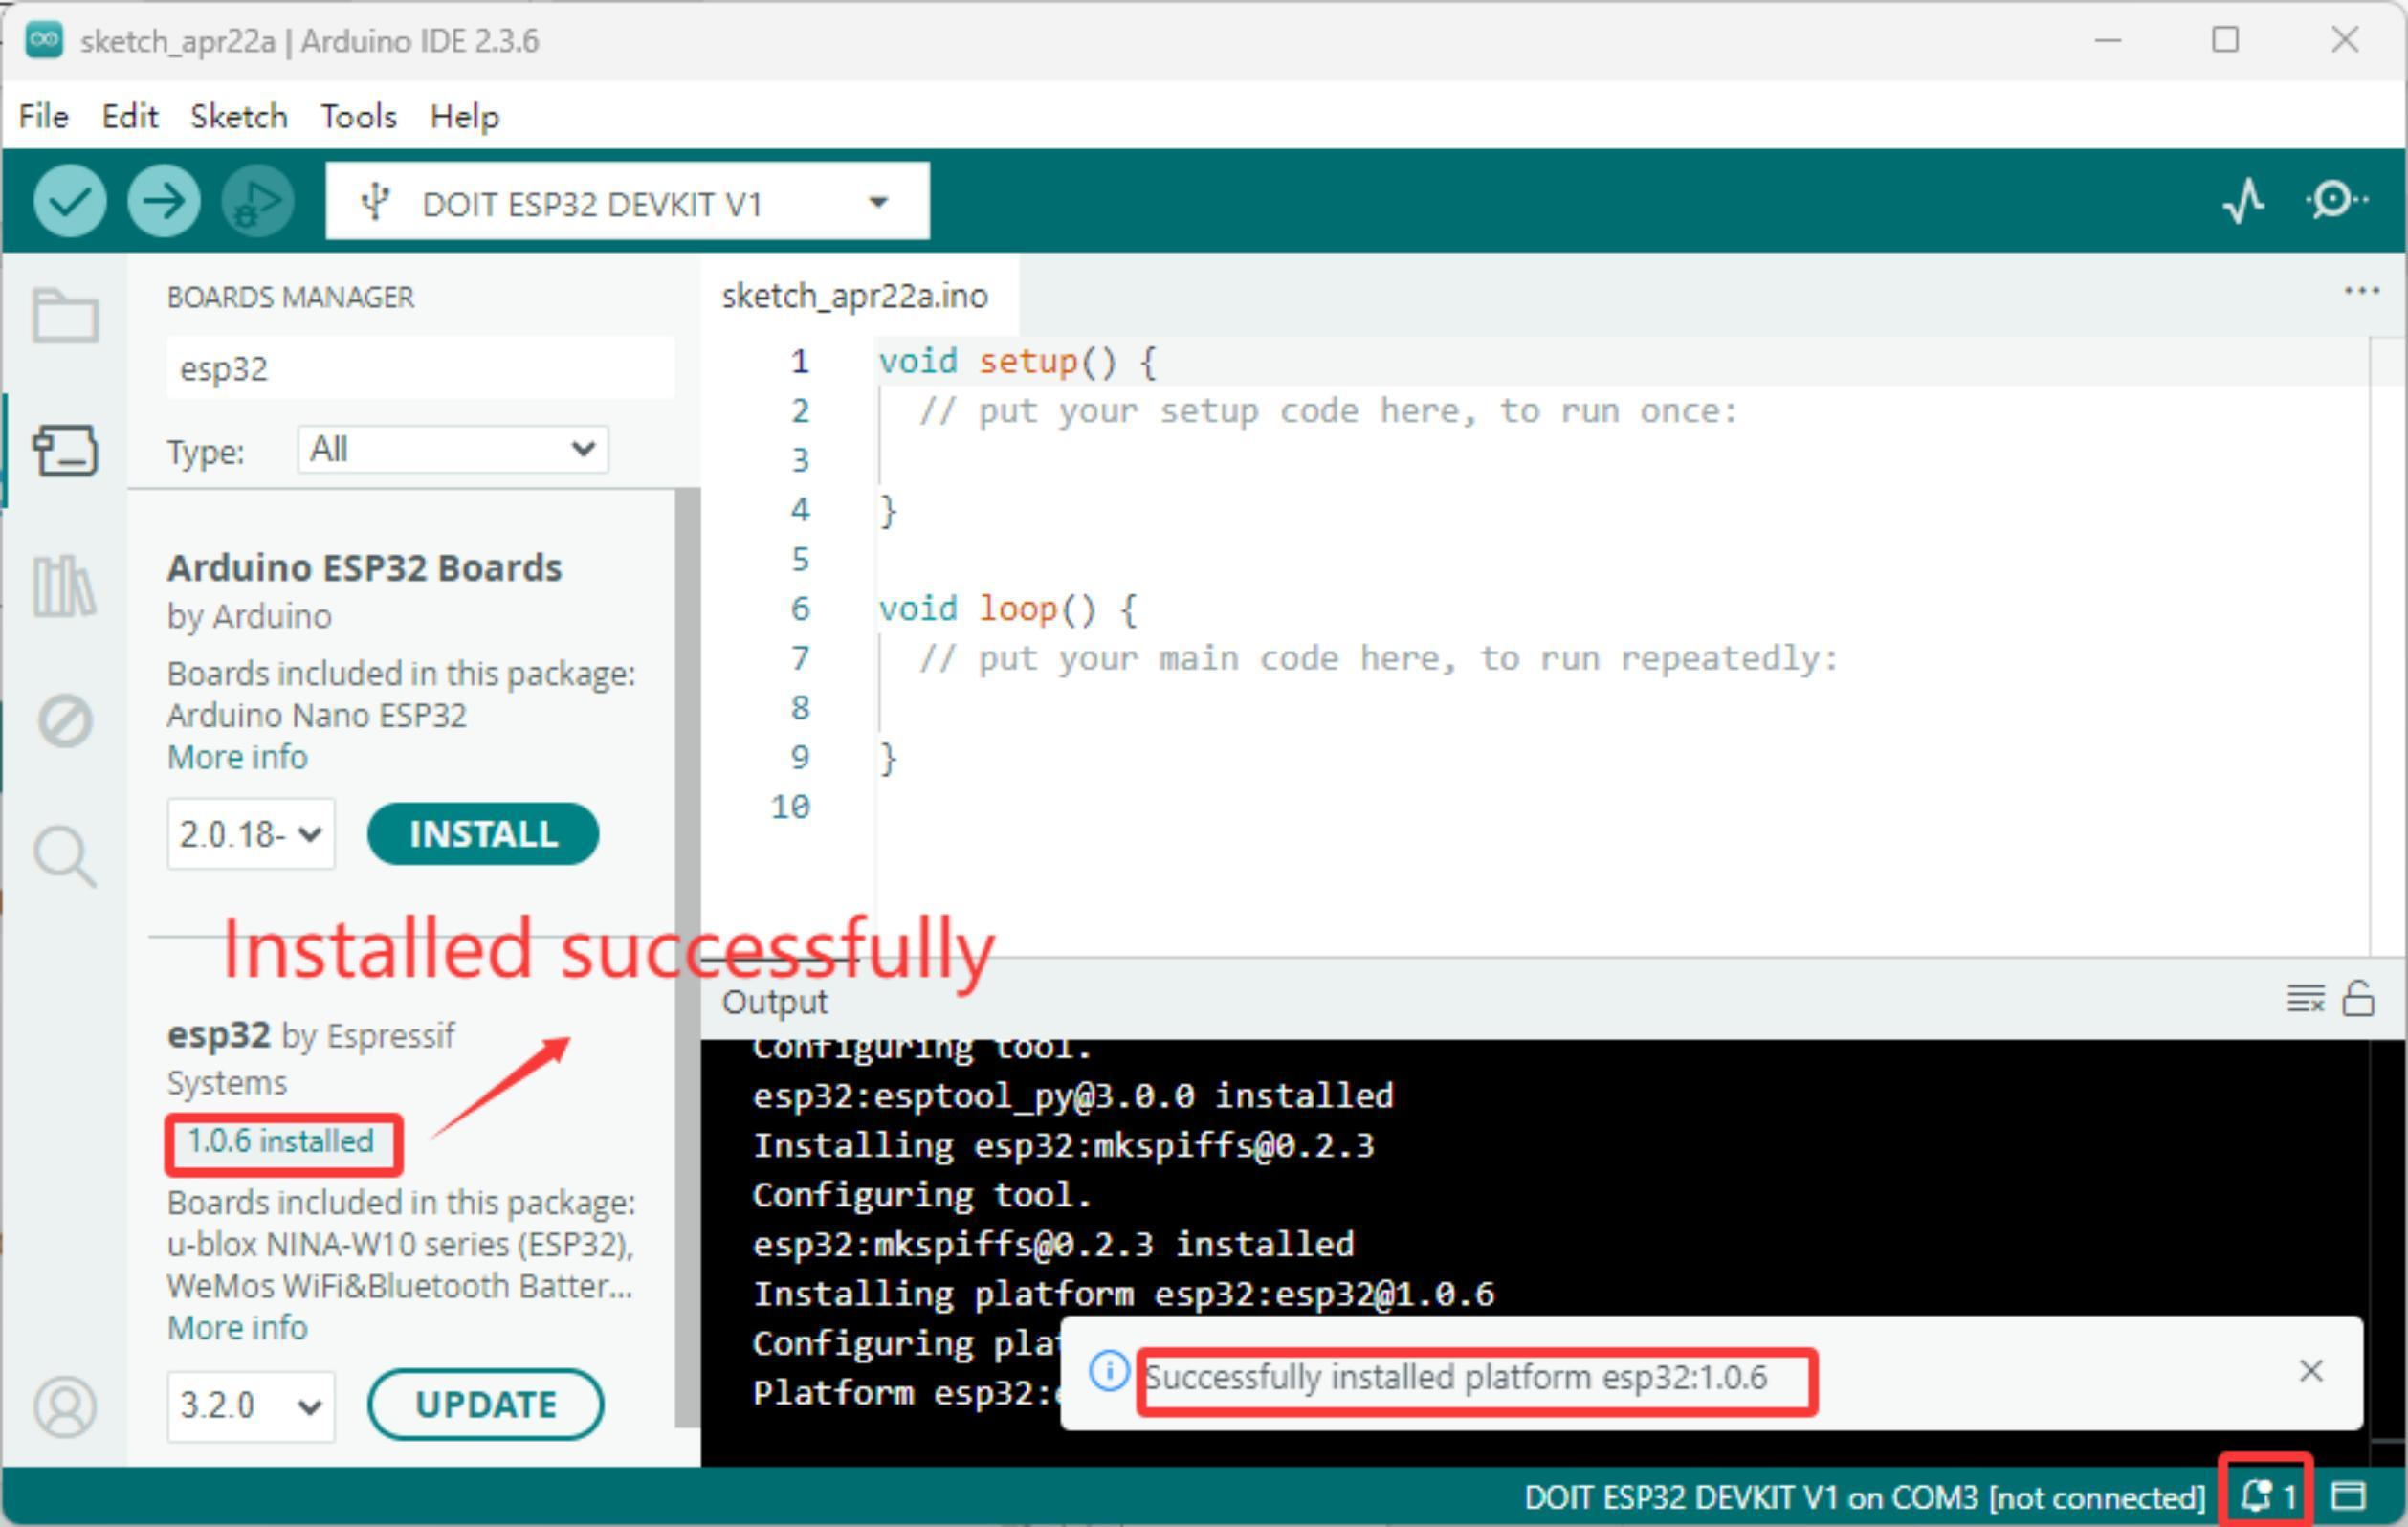 sketch_apr22a | Arduino IDE 2.3.6
File Edit Sketch Tools Help
DOIT ESP32 DEVKIT V1
BOARDS MANAGER
esp32
Type: All
Arduino ESP32 Boards
by Arduino
Boards included in this package:
Arduino Nano ESP32
More info
2.0.18- INSTALL
Installed successfully
esp32 by Espressif
Systems
1.0.6 installed
Boards included in this package:
u-blox NINA-W10 series (ESP32),
WeMos WiFi&Bluetooth Batter...
More info
3.2.0 UPDATE
sketch_apr22a.ino
1 void setup() {
2 // put your setup code here, to run once:
3
4 }
5
6 void loop() {
7 // put your main code here, to run repeatedly:
8
9 }
10
Output
Configuring tool.
esp32:esptool_py@3.0.0 installed
Installing esp32:mkspiffs@0.2.3
Configuring tool.
esp32:mkspiffs@0.2.3 installed
Installing platform esp32:esp32@1.0.6
Configuring plat
Platform esp32:
Successfully installed platform esp32:1.0.6
DOIT ESP32 DEVKIT V1 on COM3 [not connected] 1